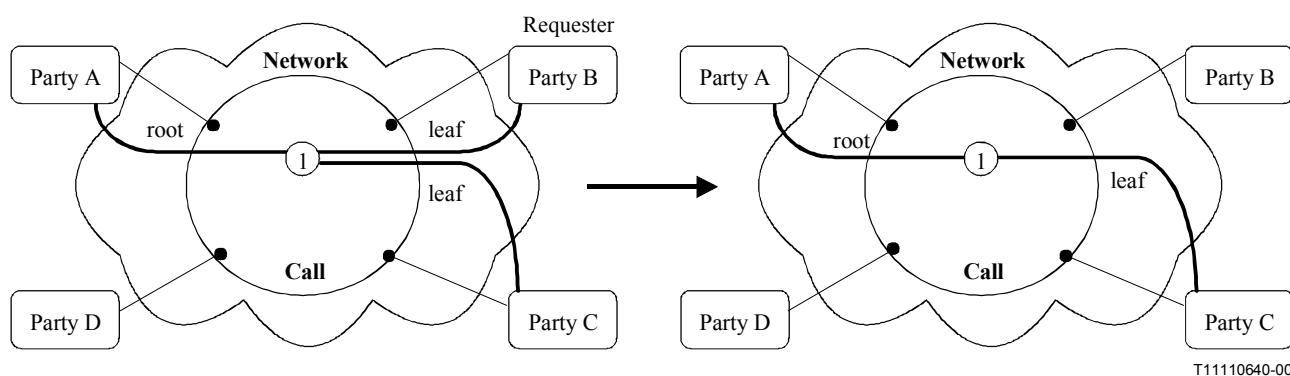 Requester
Party A
Network
Party B
root
leaf
1
leaf
Call
Party D
Party C
Party A
Network
Party B
root
1
leaf
Call
Party D
Party C
T11110640-00